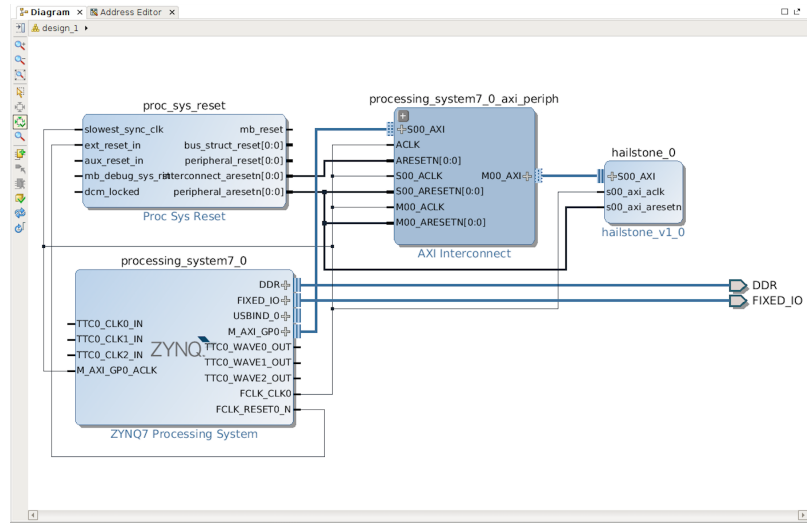 Diagram × Address Editor ×
design_1
proc_sys_reset
slowest_sync_clk
ext_reset_in
aux_reset_in
mb_debug_sys_rst
dcm_locked
mb_reset
bus_struct_reset[0:0]
peripheral_reset[0:0]
interconnect_aresetn[0:0]
peripheral_aresetn[0:0]
Proc Sys Reset
processing_system7_0_axi_periph
S00_AXI
ACLK
ARESETN[0:0]
S00_ACLK
S00_ARESETN[0:0]
M00_ACLK
M00_ARESETN[0:0]
M00_AXI
AXI Interconnect
hailstone_0
S00_AXI
s00_axi_aclk
s00_axi_aresetn
hailstone_v1_0
processing_system7_0
TTC0_CLK0_IN
TTC0_CLK1_IN
TTC0_CLK2_IN
M_AXI_GP0_ACLK
ZYNQ
DDR
FIXED_IO
USBIND_0
M_AXI_GP0
TTC0_WAVE0_OUT
TTC0_WAVE1_OUT
TTC0_WAVE2_OUT
FCLK_CLK0
FCLK_RESET0_N
ZYNQ7 Processing System
DDR
FIXED_IO